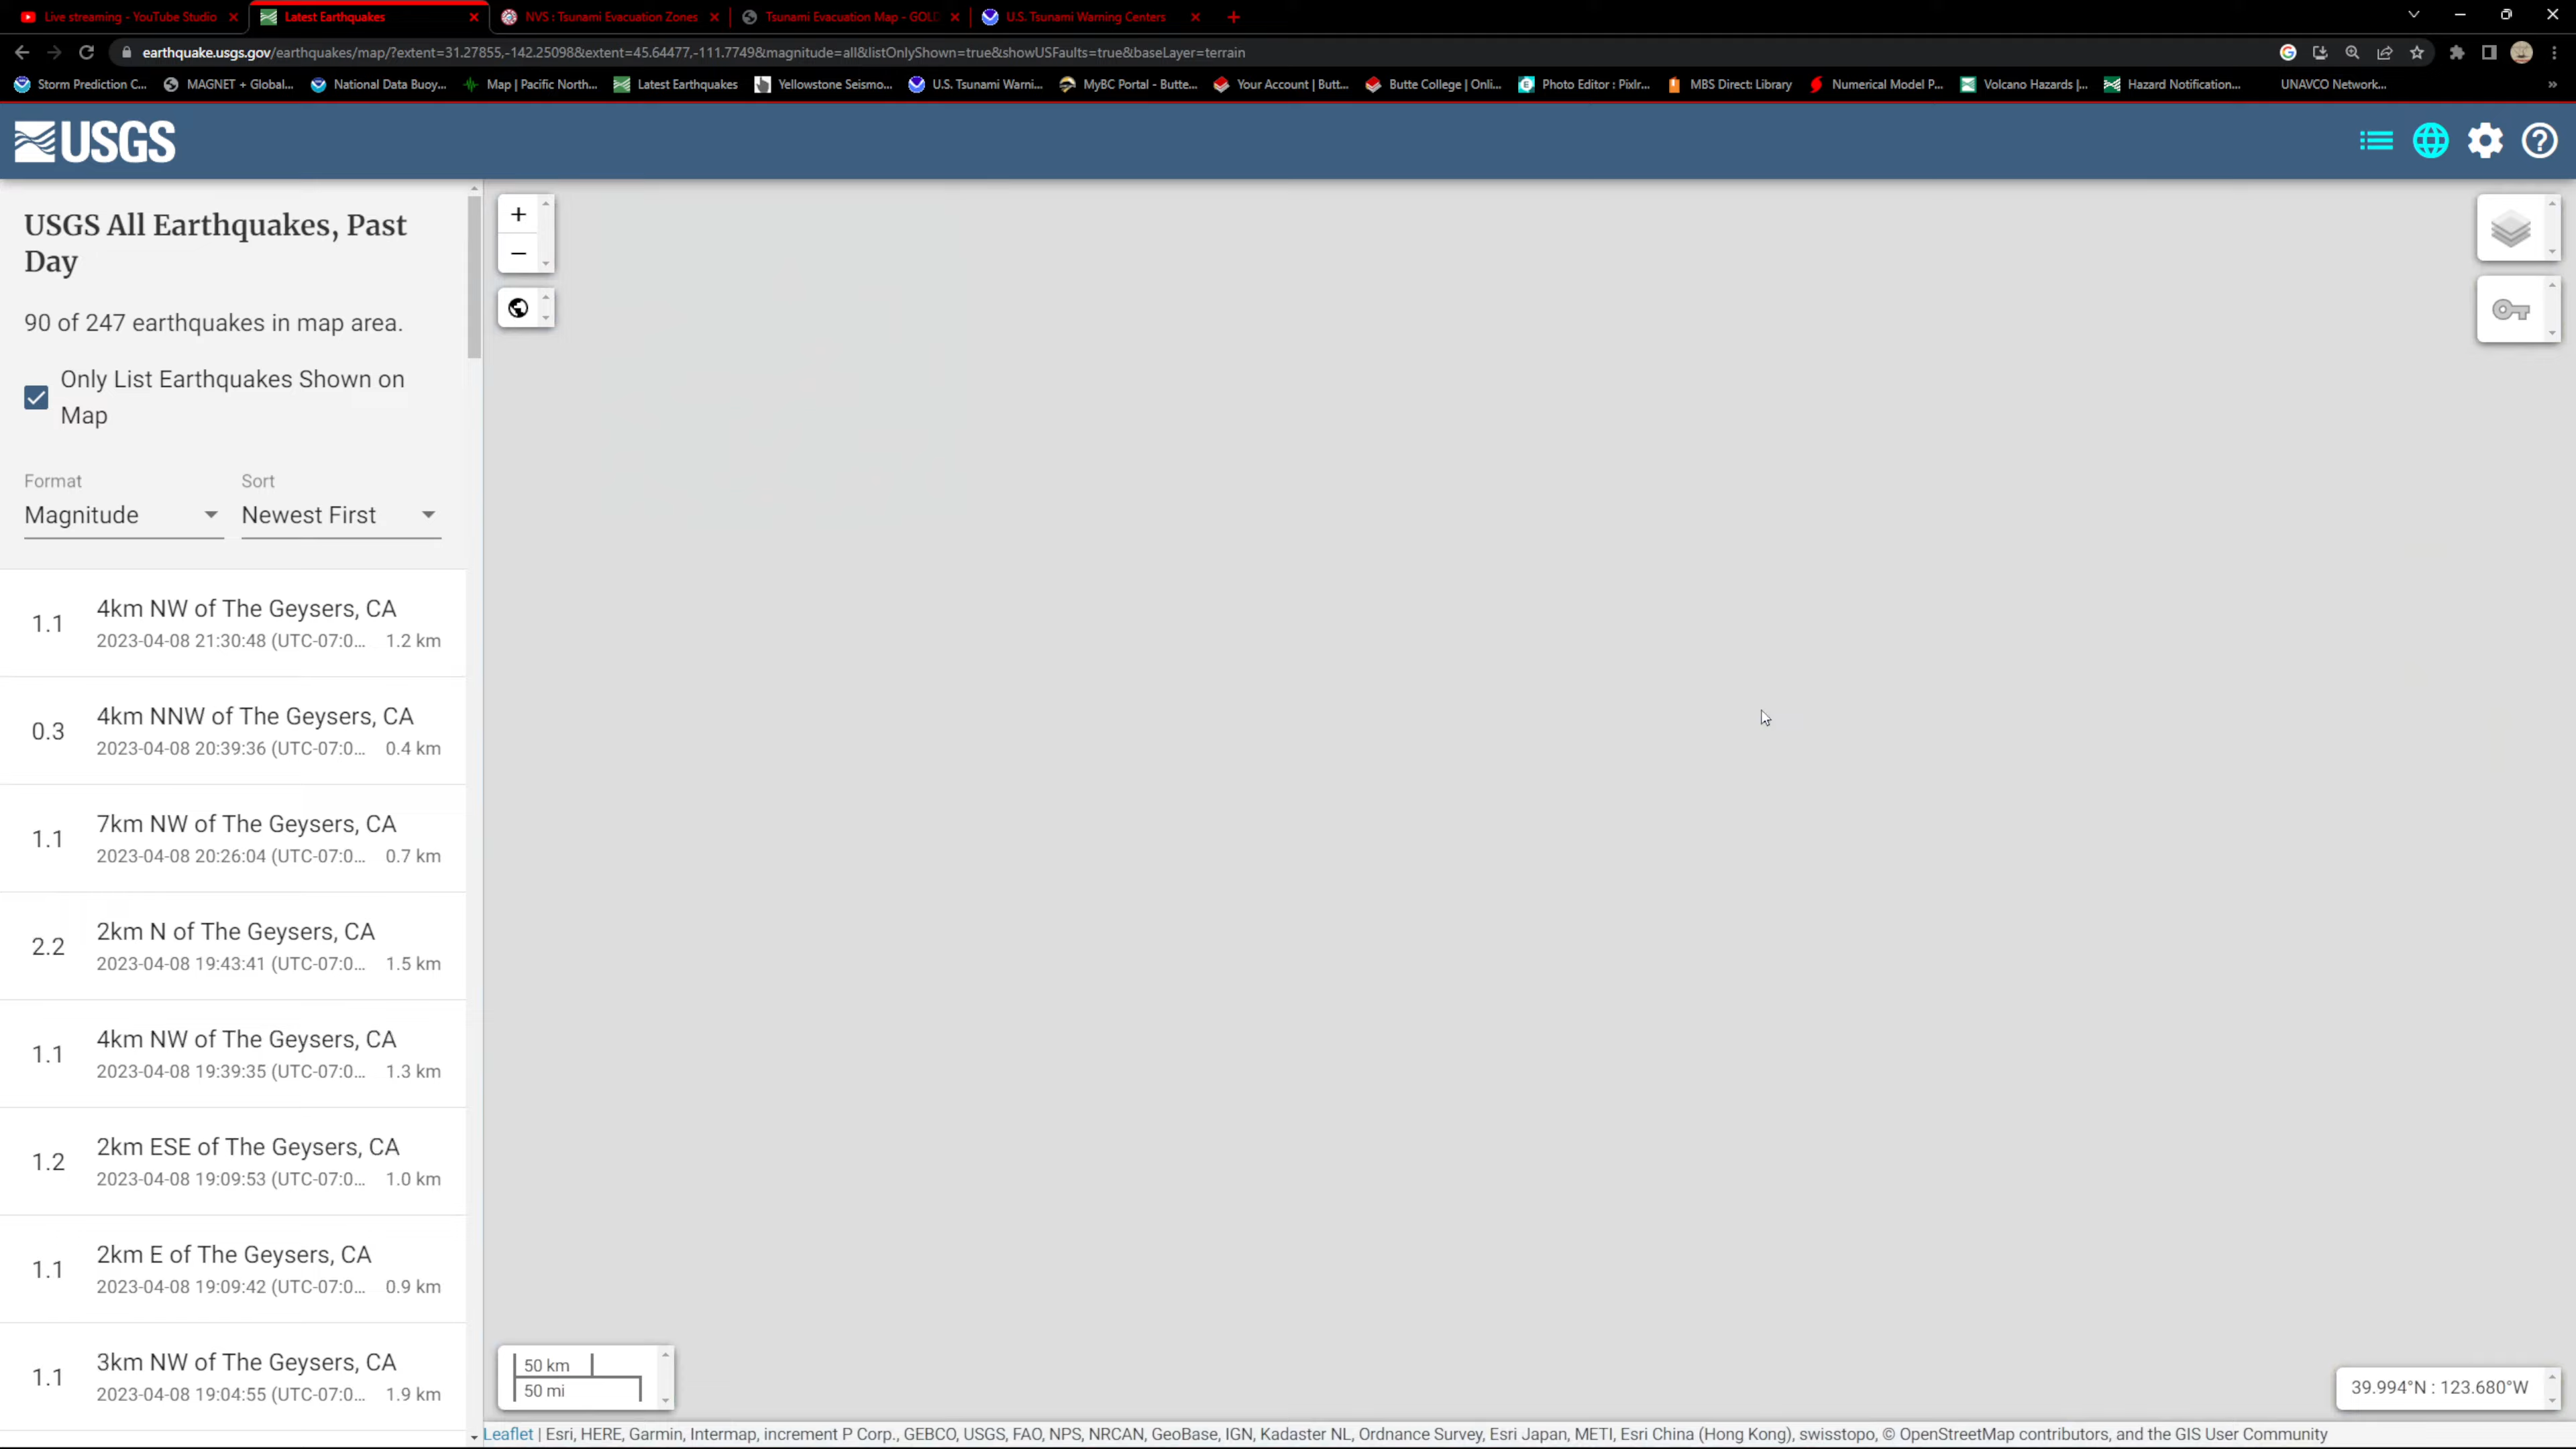 Live streaming - YouTube Studio
Latest Earthquakes
NVS : Tsunami Evacuation Zones
Tsunami Evacuation Map - GOLD
U.S. Tsunami Warning Centers
earthquake.usgs.gov/earthquakes/map/?extent=31.27855,-142.25098&extent=45.64477,-111.7749&magnitude=all&listOnlyShown=true&showUSFaults=true&baseLayer=terrain
Storm Prediction C...
MAGNET + Global...
National Data Buoy...
Map | Pacific North...
Latest Earthquakes
Yellowstone Seismo...
U.S. Tsunami Warni...
MyBC Portal - Butte...
Your Account | Butt...
Butte College | Onli...
Photo Editor : Pixlr...
MBS Direct: Library
Numerical Model P...
Volcano Hazards |...
Hazard Notification...
UNAVCO Network...
USGS
USGS All Earthquakes, Past
Day
90 of 247 earthquakes in map area.
Only List Earthquakes Shown on
Map
Format
Sort
Magnitude
Newest First
1.1
4km NW of The Geysers, CA
2023-04-08 21:30:48 (UTC-07:0... 1.2 km
0.3
4km NNW of The Geysers, CA
2023-04-08 20:39:36 (UTC-07:0... 0.4 km
1.1
7km NW of The Geysers, CA
2023-04-08 20:26:04 (UTC-07:0... 0.7 km
2.2
2km N of The Geysers, CA
2023-04-08 19:43:41 (UTC-07:0... 1.5 km
1.1
4km NW of The Geysers, CA
2023-04-08 19:39:35 (UTC-07:0... 1.3 km
1.2
2km ESE of The Geysers, CA
2023-04-08 19:09:53 (UTC-07:0... 1.0 km
1.1
2km E of The Geysers, CA
2023-04-08 19:09:42 (UTC-07:0... 0.9 km
1.1
3km NW of The Geysers, CA
2023-04-08 19:04:55 (UTC-07:0... 1.9 km
50 km
50 mi
39.994°N : 123.680°W
Leaflet | Esri, HERE, Garmin, Intermap, increment P Corp., GEBCO, USGS, FAO, NPS, NRCAN, GeoBase, IGN, Kadaster NL, Ordnance Survey, Esri Japan, METI, Esri China (Hong Kong), swisstopo, © OpenStreetMap contributors, and the GIS User Community